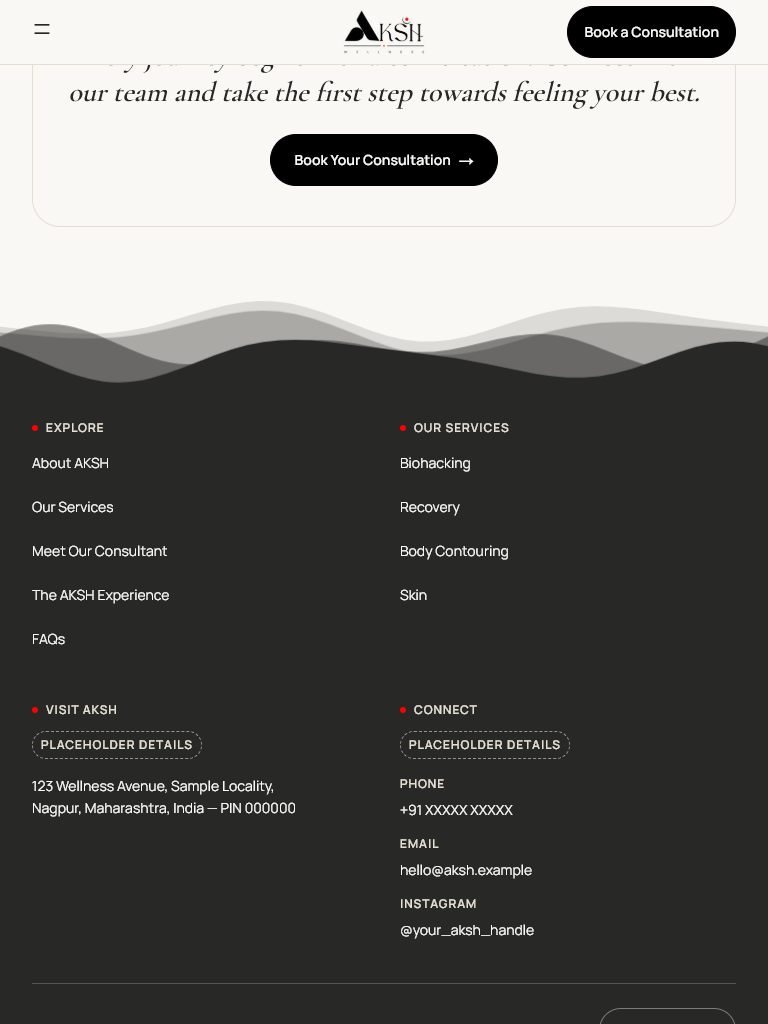 AKSH
WELLNESS
Book a Consultation
our team and take the first step towards feeling your best.
Book Your Consultation →
EXPLORE
About AKSH
Our Services
Meet Our Consultant
The AKSH Experience
FAQs
OUR SERVICES
Biohacking
Recovery
Body Contouring
Skin
VISIT AKSH
PLACEHOLDER DETAILS
123 Wellness Avenue, Sample Locality,
Nagpur, Maharashtra, India — PIN 000000
CONNECT
PLACEHOLDER DETAILS
PHONE
+91 XXXXX XXXXX
EMAIL
hello@aksh.example
INSTAGRAM
@your_aksh_handle